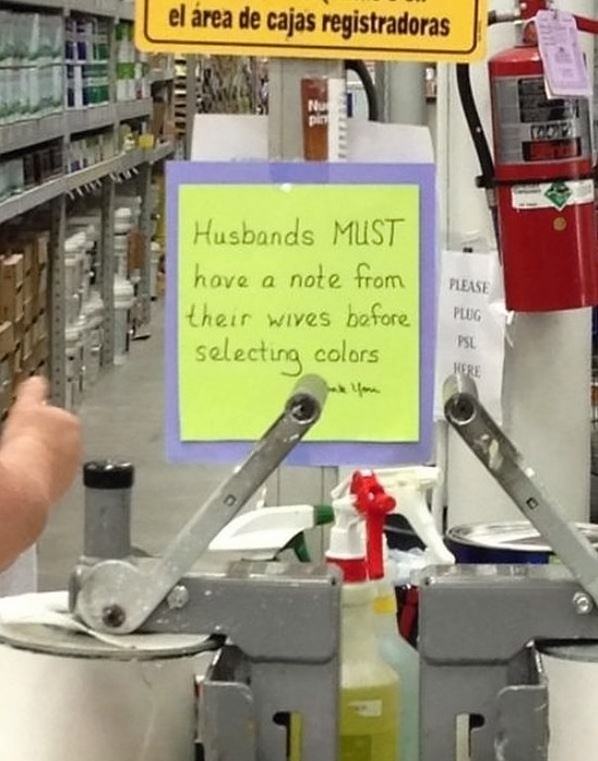 el área de cajas registradoras
Husbands MUST
have a note from
their wives before
selecting colors
You
PLEASE
PLUG
PSL
HERE